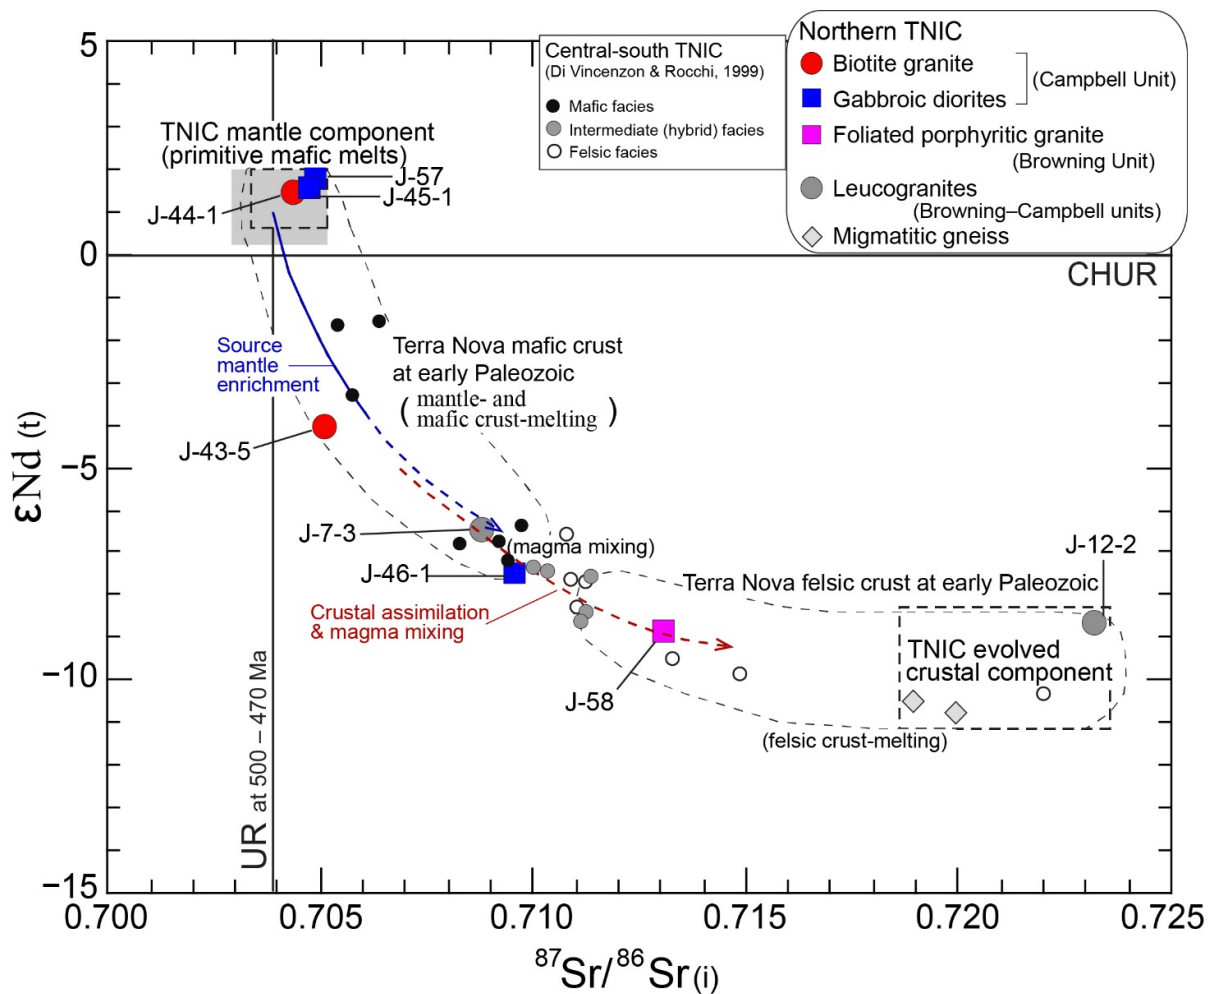 5
0
−5
−10
−15
εNd (t)
0.700
0.705
0.710
0.715
0.720
0.725
⁸⁷Sr/⁸⁶Sr(i)
Central-south TNIC
(Di Vincenzon & Rocchi, 1999)
Mafic facies
Intermediate (hybrid) facies
Felsic facies
Northern TNIC
Biotite granite
(Campbell Unit)
Gabbroic diorites
Foliated porphyritic granite
(Browning Unit)
Leucogranites
(Browning–Campbell units)
Migmatitic gneiss
TNIC mantle component
(primitive mafic melts)
J-57
J-45-1
J-44-1
CHUR
Source
mantle
enrichment
Terra Nova mafic crust
at early Paleozoic
(mantle- and
mafic crust-melting)
J-43-5
J-7-3
(magma mixing)
J-46-1
J-12-2
Terra Nova felsic crust at early Paleozoic
Crustal assimilation
& magma mixing
TNIC evolved
crustal component
J-58
(felsic crust-melting)
UR at 500 – 470 Ma